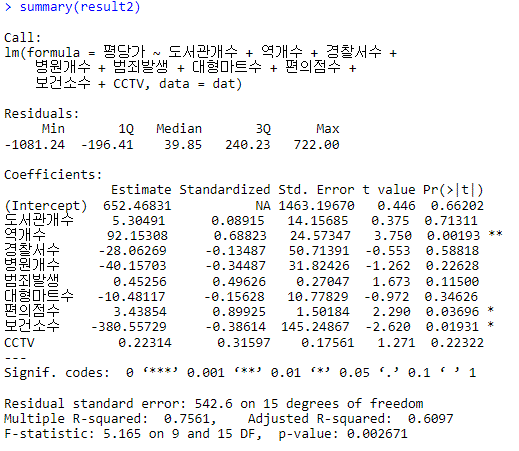 > summary(result2)
Call:
lm(formula = 평당가 ~ 도서관개수 + 역개수 + 경찰서수 +
병원개수 + 범죄발생 + 대형마트수 + 편의점수 +
보건소수 + CCTV, data = dat)
Residuals:
Min 1Q Median 3Q Max
-1081.24 -196.41 39.85 240.23 722.00
Coefficients:
Estimate Standardized Std. Error t value Pr(>|t|)
(Intercept) 652.46831 NA 1463.19670 0.446 0.66202
도서관개수 5.30491 0.08915 14.15685 0.375 0.71311
역개수 92.15308 0.68823 24.57347 3.750 0.00193 **
경찰서수 -28.06269 -0.13487 50.71391 -0.553 0.58818
병원개수 -40.15703 -0.34487 31.82426 -1.262 0.22628
범죄발생 0.45256 0.49626 0.27047 1.673 0.11500
대형마트수 -10.48117 -0.15628 10.77829 -0.972 0.34626
편의점수 3.43854 0.89925 1.50184 2.290 0.03696 *
보건소수 -380.55729 -0.38614 145.24867 -2.620 0.01931 *
CCTV 0.22314 0.31597 0.17561 1.271 0.22322
---
Signif. codes: 0 ‘***’ 0.001 ‘**’ 0.01 ‘*’ 0.05 ‘.’ 0.1 ‘ ’ 1
Residual standard error: 542.6 on 15 degrees of freedom
Multiple R-squared: 0.7561, Adjusted R-squared: 0.6097
F-statistic: 5.165 on 9 and 15 DF, p-value: 0.002671